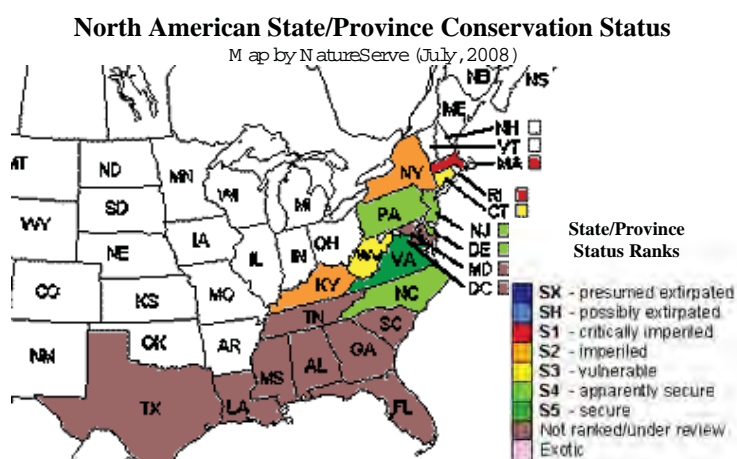 North American State/Province Conservation Status
Map by NatureServe (July, 2008)
NB
NS
ME
NH
VT
MA
RI
CT
NJ
DE
MD
DC
MT
ND
MN
WI
MI
NY
SD
WY
IA
PA
NE
IL
IN
OH
WV
VA
CO
KS
MO
KY
NC
TN
NM
OK
AR
SC
MS
AL
GA
TX
LA
FL
State/Province
Status Ranks
SX - presumed extirpated
SH - possibly extirpated
S1 - critically imperiled
S2 - imperiled
S3 - vulnerable
S4 - apparently secure
S5 - secure
Not ranked/under review
Exotic